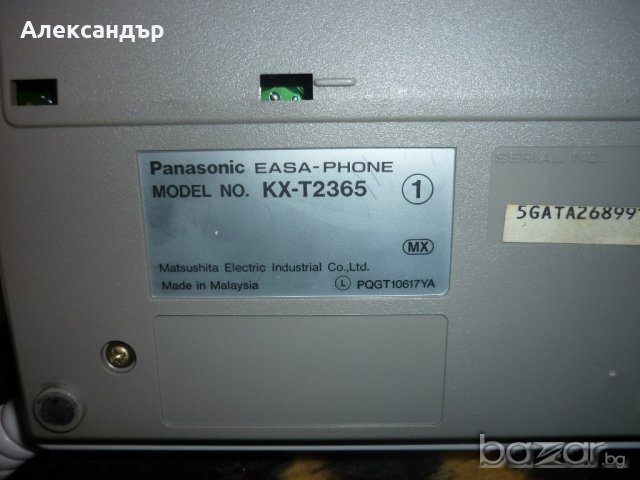 Александър
Panasonic EASA-PHONE
MODEL NO. KX-T2365 1
MX
Matsushita Electric Industrial Co.,Ltd.
Made in Malaysia L PQGT10617YA
SERIAL NO.
5GATA268997
bazar.bg